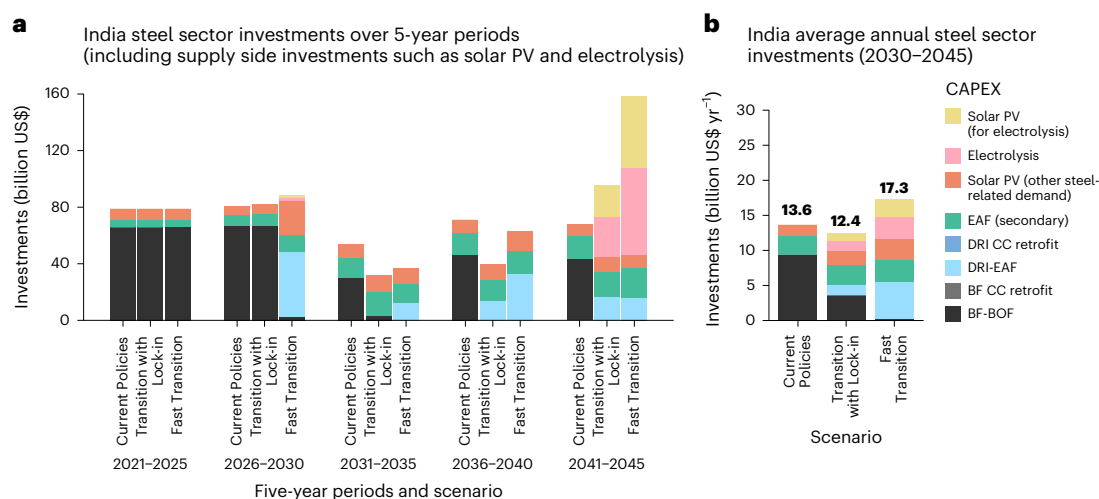 a
India steel sector investments over 5-year periods
(including supply side investments such as solar PV and electrolysis)
Investments (billion US$)
160
120
80
40
0
Current Policies
Transition with
Lock-in
Fast Transition
Current Policies
Transition with
Lock-in
Fast Transition
Current Policies
Transition with
Lock-in
Fast Transition
Current Policies
Transition with
Lock-in
Fast Transition
Current Policies
Transition with
Lock-in
Fast Transition
2021–2025
2026–2030
2031–2035
2036–2040
2041–2045
Five-year periods and scenario
b
India average annual steel sector
investments (2030–2045)
Investments (billion US$ yr⁻¹)
30
25
20
15
10
5
0
13.6
12.4
17.3
Current
Policies
Transition
with Lock-in
Fast
Transition
Scenario
CAPEX
Solar PV
(for electrolysis)
Electrolysis
Solar PV (other steel-
related demand)
EAF (secondary)
DRI CC retrofit
DRI-EAF
BF CC retrofit
BF-BOF